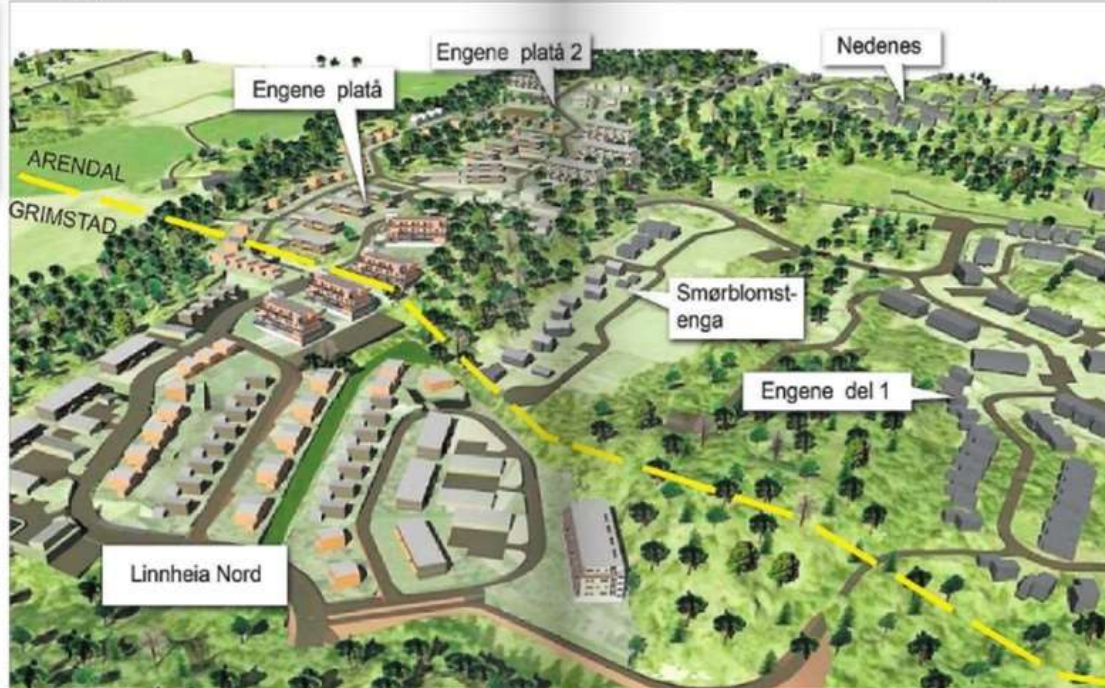 Engene platå 2
Nedenes
Engene platå
ARENDAL
GRIMSTAD
Smørblomst-
enga
Engene del 1
Linnheia Nord